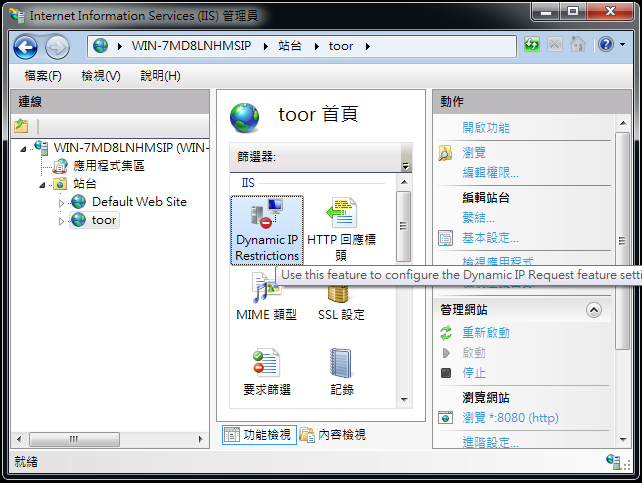 Internet Information Services (IIS) 管理員
WIN-7MD8LNHMSIP 站台 toor
檔案(F) 檢視(V) 說明(H)
連線
WIN-7MD8LNHMSIP (WIN-
應用程式集區
站台
Default Web Site
toor
toor 首頁
篩選器:
IIS
Dynamic IP
Restrictions
HTTP 回應標
頭
Use this feature to configure the Dynamic IP Request feature setti
MIME 類型
SSL 設定
要求篩選
記錄
功能檢視
內容檢視
動作
開啟功能
瀏覽
編輯權限...
編輯站台
繫結...
基本設定...
檢視應用程式
管理網站
重新啟動
啟動
停止
瀏覽網站
瀏覽 *:8080 (http)
進階設定...
就緒